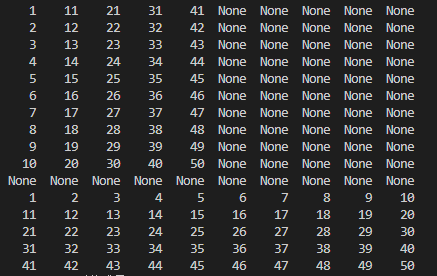 1 11 21 31 41 None None None None None
2 12 22 32 42 None None None None None
3 13 23 33 43 None None None None None
4 14 24 34 44 None None None None None
5 15 25 35 45 None None None None None
6 16 26 36 46 None None None None None
7 17 27 37 47 None None None None None
8 18 28 38 48 None None None None None
9 19 29 39 49 None None None None None
10 20 30 40 50 None None None None None
None None None None None None None None None None
1 2 3 4 5 6 7 8 9 10
11 12 13 14 15 16 17 18 19 20
21 22 23 24 25 26 27 28 29 30
31 32 33 34 35 36 37 38 39 40
41 42 43 44 45 46 47 48 49 50